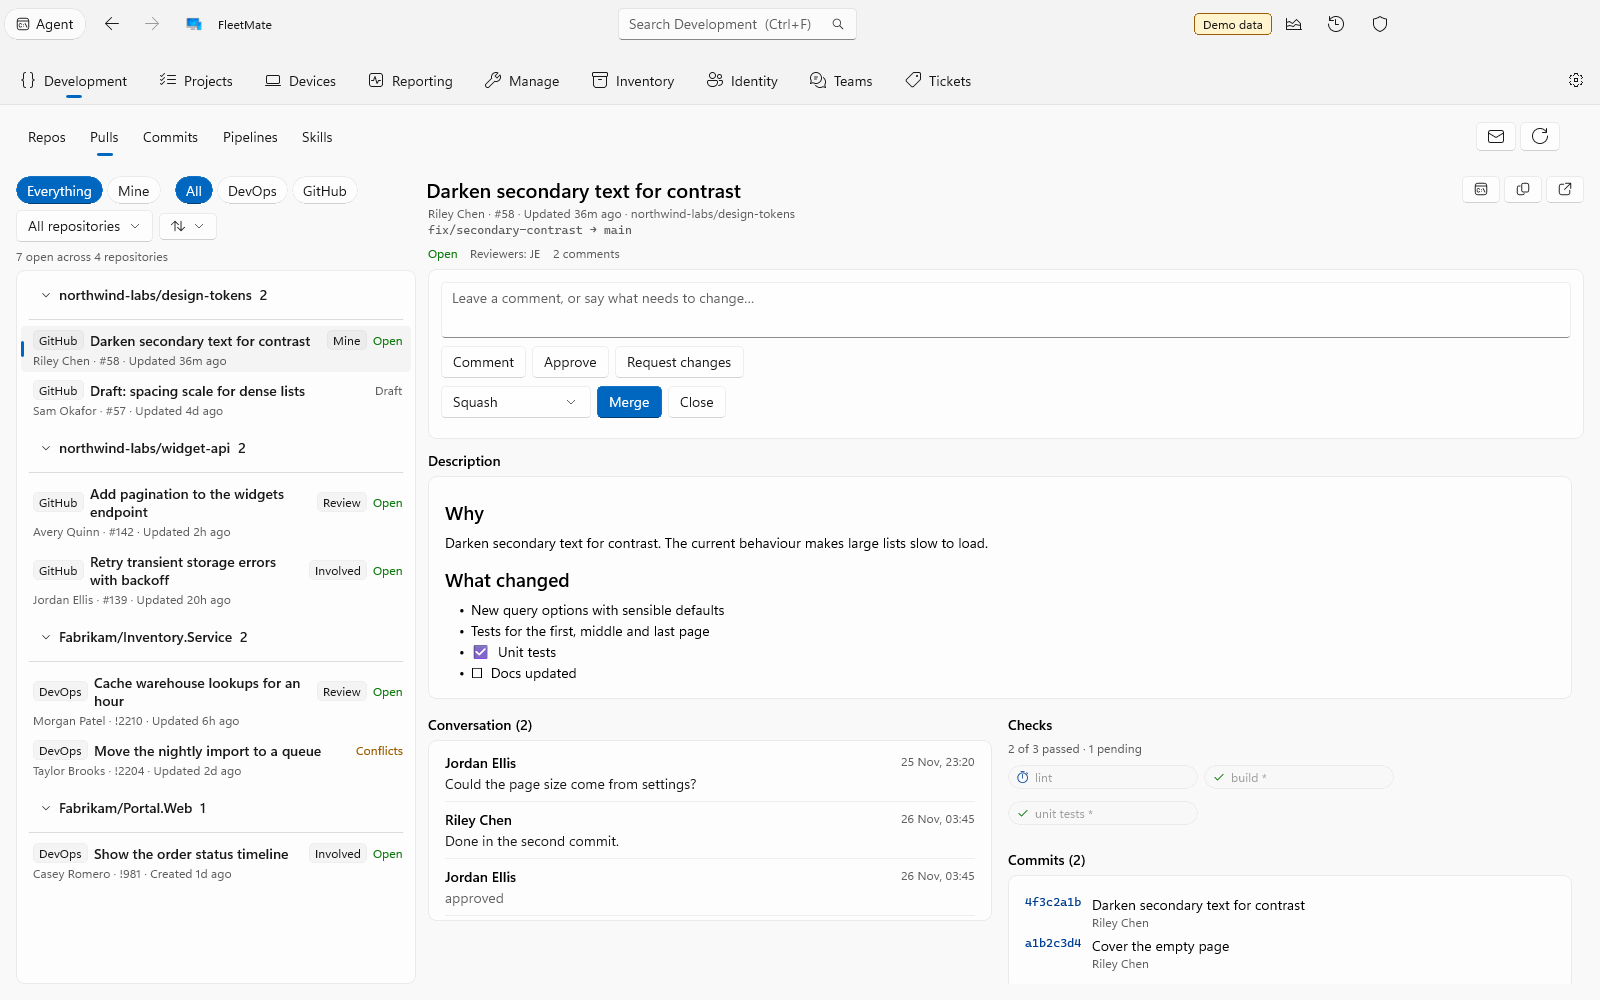 Agent
FleetMate
Search Development (Ctrl+F)
Demo data
Development
Projects
Devices
Reporting
Manage
Inventory
Identity
Teams
Tickets
Repos
Pulls
Commits
Pipelines
Skills
Everything
Mine
All
DevOps
GitHub
All repositories
7 open across 4 repositories
northwind-labs/design-tokens 2
GitHub Darken secondary text for contrast Mine Open
Riley Chen · #58 · Updated 36m ago
GitHub Draft: spacing scale for dense lists Draft
Sam Okafor · #57 · Updated 4d ago
northwind-labs/widget-api 2
GitHub Add pagination to the widgets endpoint Review Open
Avery Quinn · #142 · Updated 2h ago
GitHub Retry transient storage errors with backoff Involved Open
Jordan Ellis · #139 · Updated 20h ago
Fabrikam/Inventory.Service 2
DevOps Cache warehouse lookups for an hour Review Open
Morgan Patel · !2210 · Updated 6h ago
DevOps Move the nightly import to a queue Conflicts
Taylor Brooks · !2204 · Updated 2d ago
Fabrikam/Portal.Web 1
DevOps Show the order status timeline Involved Open
Casey Romero · !981 · Created 1d ago
Darken secondary text for contrast
Riley Chen · #58 · Updated 36m ago · northwind-labs/design-tokens
fix/secondary-contrast → main
Open Reviewers: JE 2 comments
Leave a comment, or say what needs to change...
Comment
Approve
Request changes
Squash
Merge
Close
Description
Why
Darken secondary text for contrast. The current behaviour makes large lists slow to load.
What changed
• New query options with sensible defaults
• Tests for the first, middle and last page
• ☑ Unit tests
• ☐ Docs updated
Conversation (2)
Jordan Ellis 25 Nov, 23:20
Could the page size come from settings?
Riley Chen 26 Nov, 03:45
Done in the second commit.
Jordan Ellis 26 Nov, 03:45
approved
Checks
2 of 3 passed · 1 pending
lint
build *
unit tests *
Commits (2)
4f3c2a1b Darken secondary text for contrast
Riley Chen
a1b2c3d4 Cover the empty page
Riley Chen